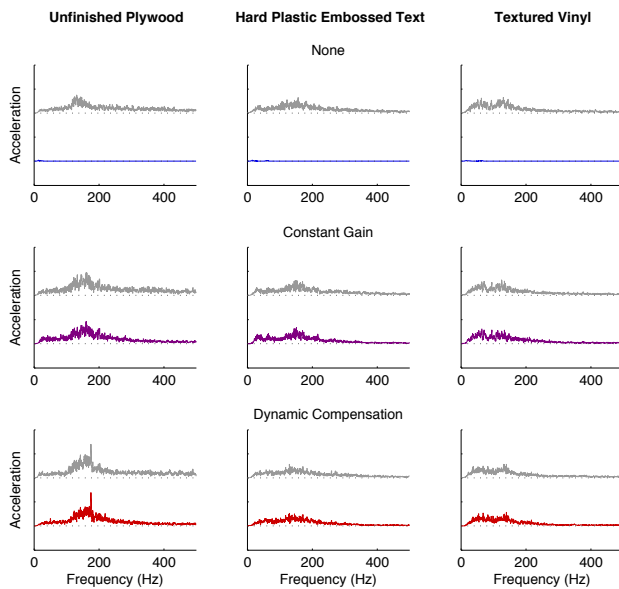 Unfinished Plywood Hard Plastic Embossed Text Textured Vinyl
None
Acceleration
0 200 400 0 200 400 0 200 400
Constant Gain
Acceleration
0 200 400 0 200 400 0 200 400
Dynamic Compensation
Acceleration
0 200 400 0 200 400 0 200 400
Frequency (Hz) Frequency (Hz) Frequency (Hz)